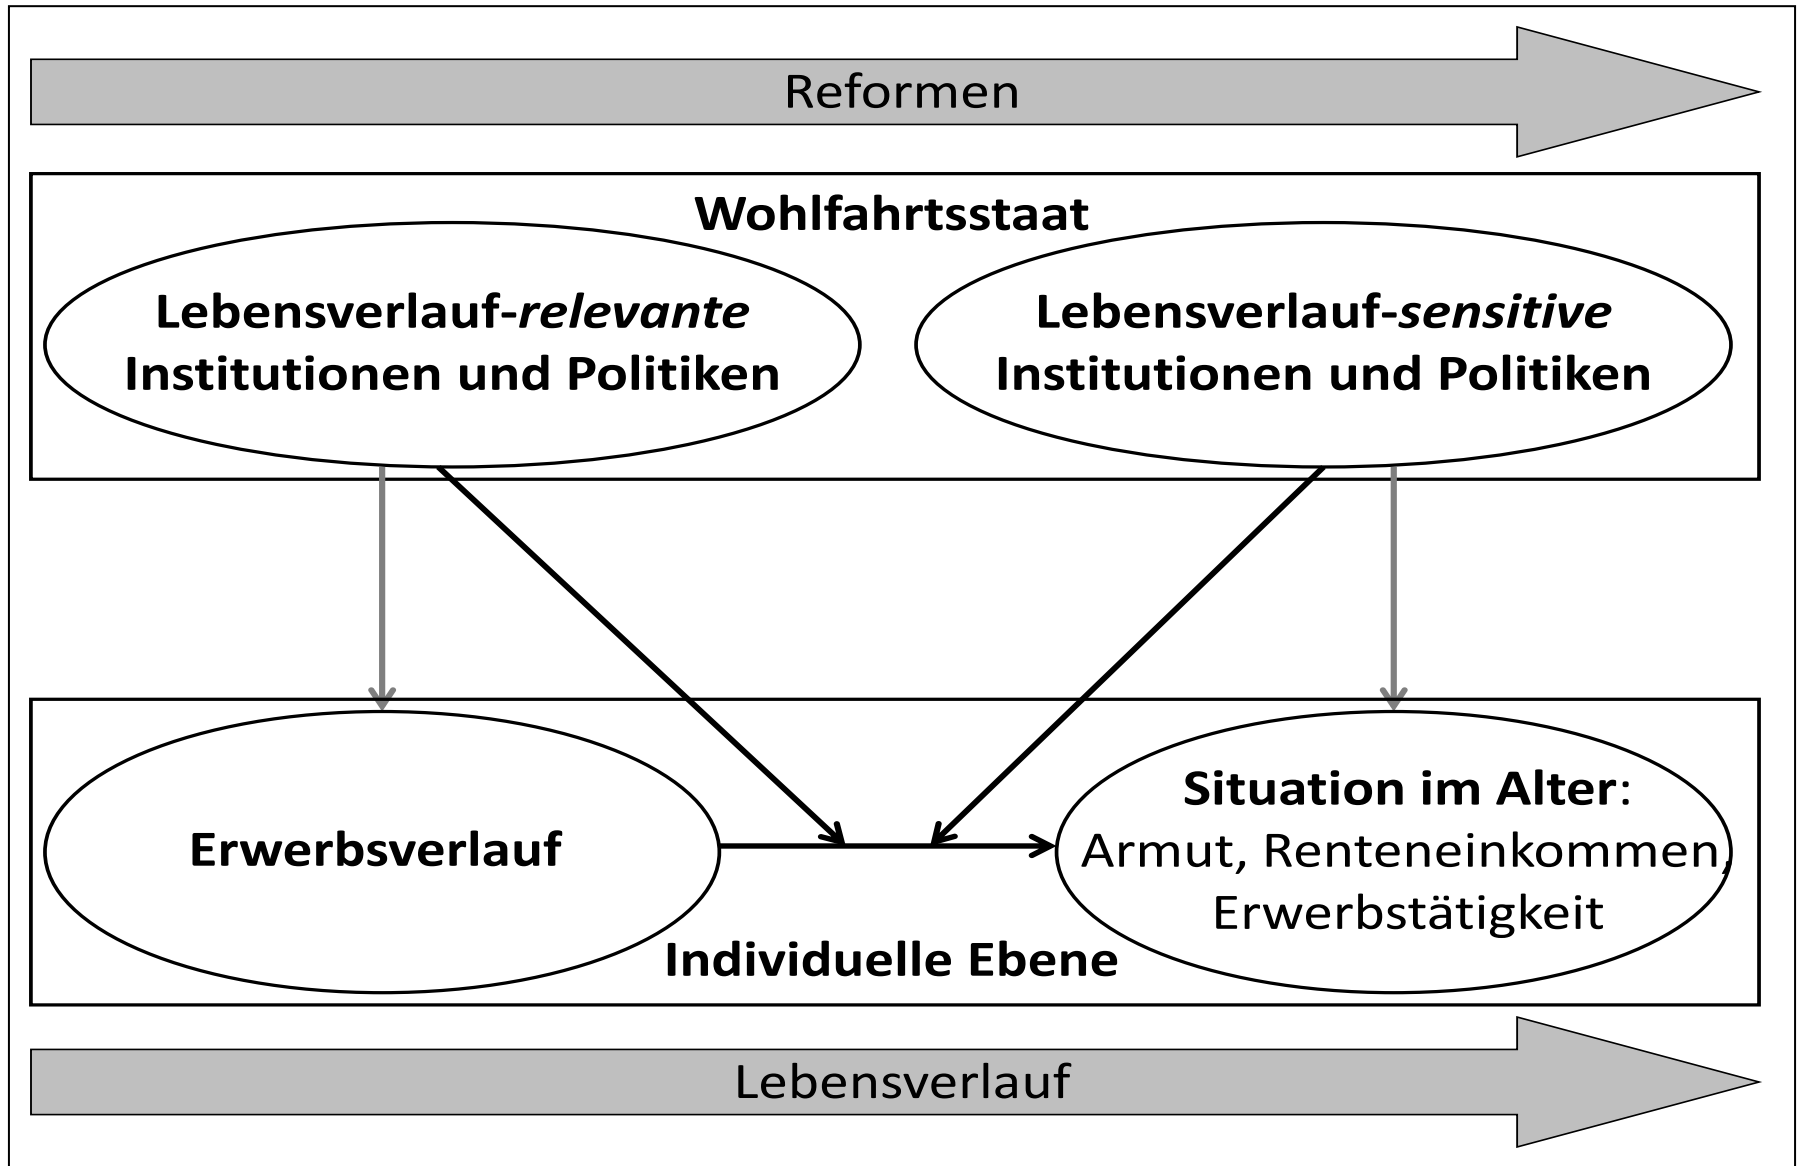 Reformen
Wohlfahrtsstaat
Lebensverlauf-relevante
Institutionen und Politiken
Lebensverlauf-sensitive
Institutionen und Politiken
Erwerbsverlauf
Situation im Alter:
Armut, Renteneinkommen,
Erwerbstätigkeit
Individuelle Ebene
Lebensverlauf